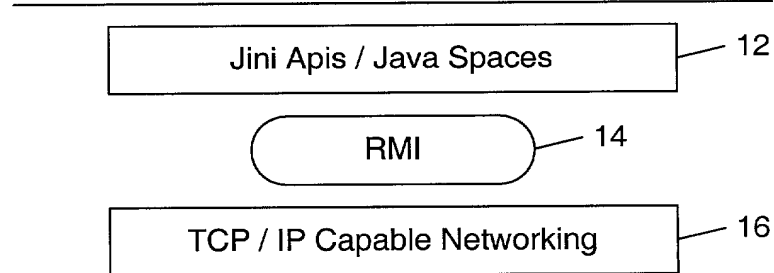 Jini Apis / Java Spaces 12
RMI 14
TCP / IP Capable Networking 16